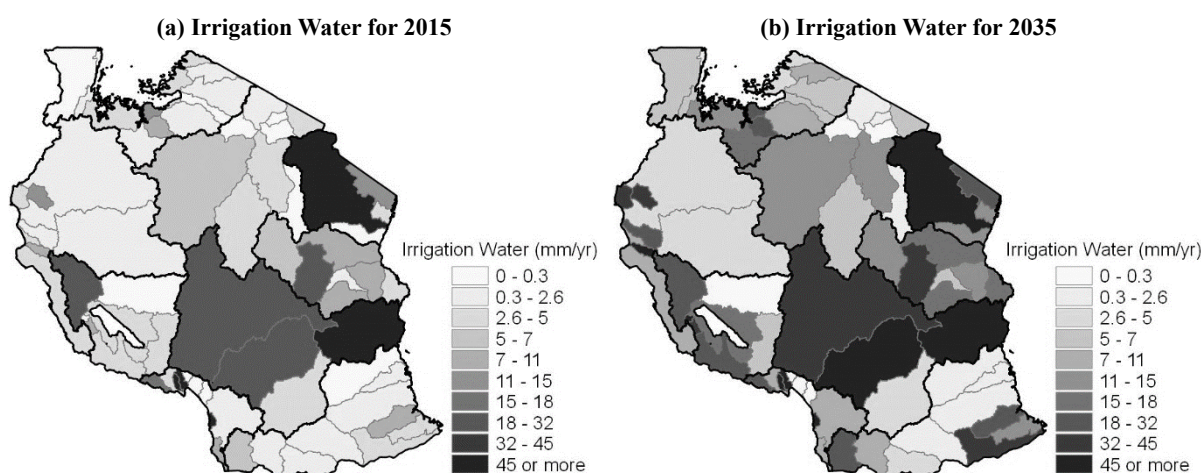 (a) Irrigation Water for 2015
Irrigation Water (mm/yr)
0 - 0.3
0.3 - 2.6
2.6 - 5
5 - 7
7 - 11
11 - 15
15 - 18
18 - 32
32 - 45
45 or more
(b) Irrigation Water for 2035
Irrigation Water (mm/yr)
0 - 0.3
0.3 - 2.6
2.6 - 5
5 - 7
7 - 11
11 - 15
15 - 18
18 - 32
32 - 45
45 or more